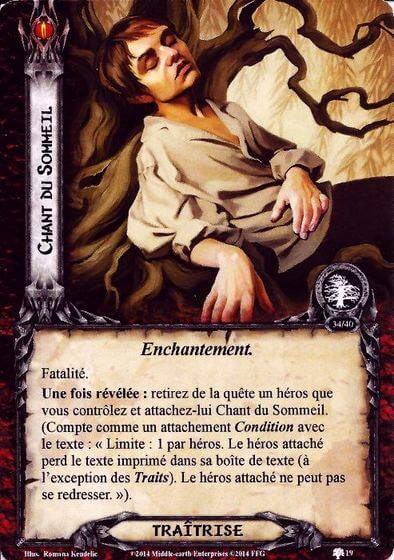 CHANT DU SOMMEIL
34/40
Enchantement.
Fatalité.
Une fois révélée : retirez de la quête un héros que
vous contrôlez et attachez-lui Chant du Sommeil.
(Compte comme un attachement Condition avec
le texte : « Limite : 1 par héros. Le héros attaché
perd le texte imprimé dans sa boîte de texte (à
l'exception des Traits). Le héros attaché ne peut pas
se redresser. »).
TRAÎTRISE
Illus. Romana Kendelic ©2014 Middle-earth Enterprises ©2014 FFG 19